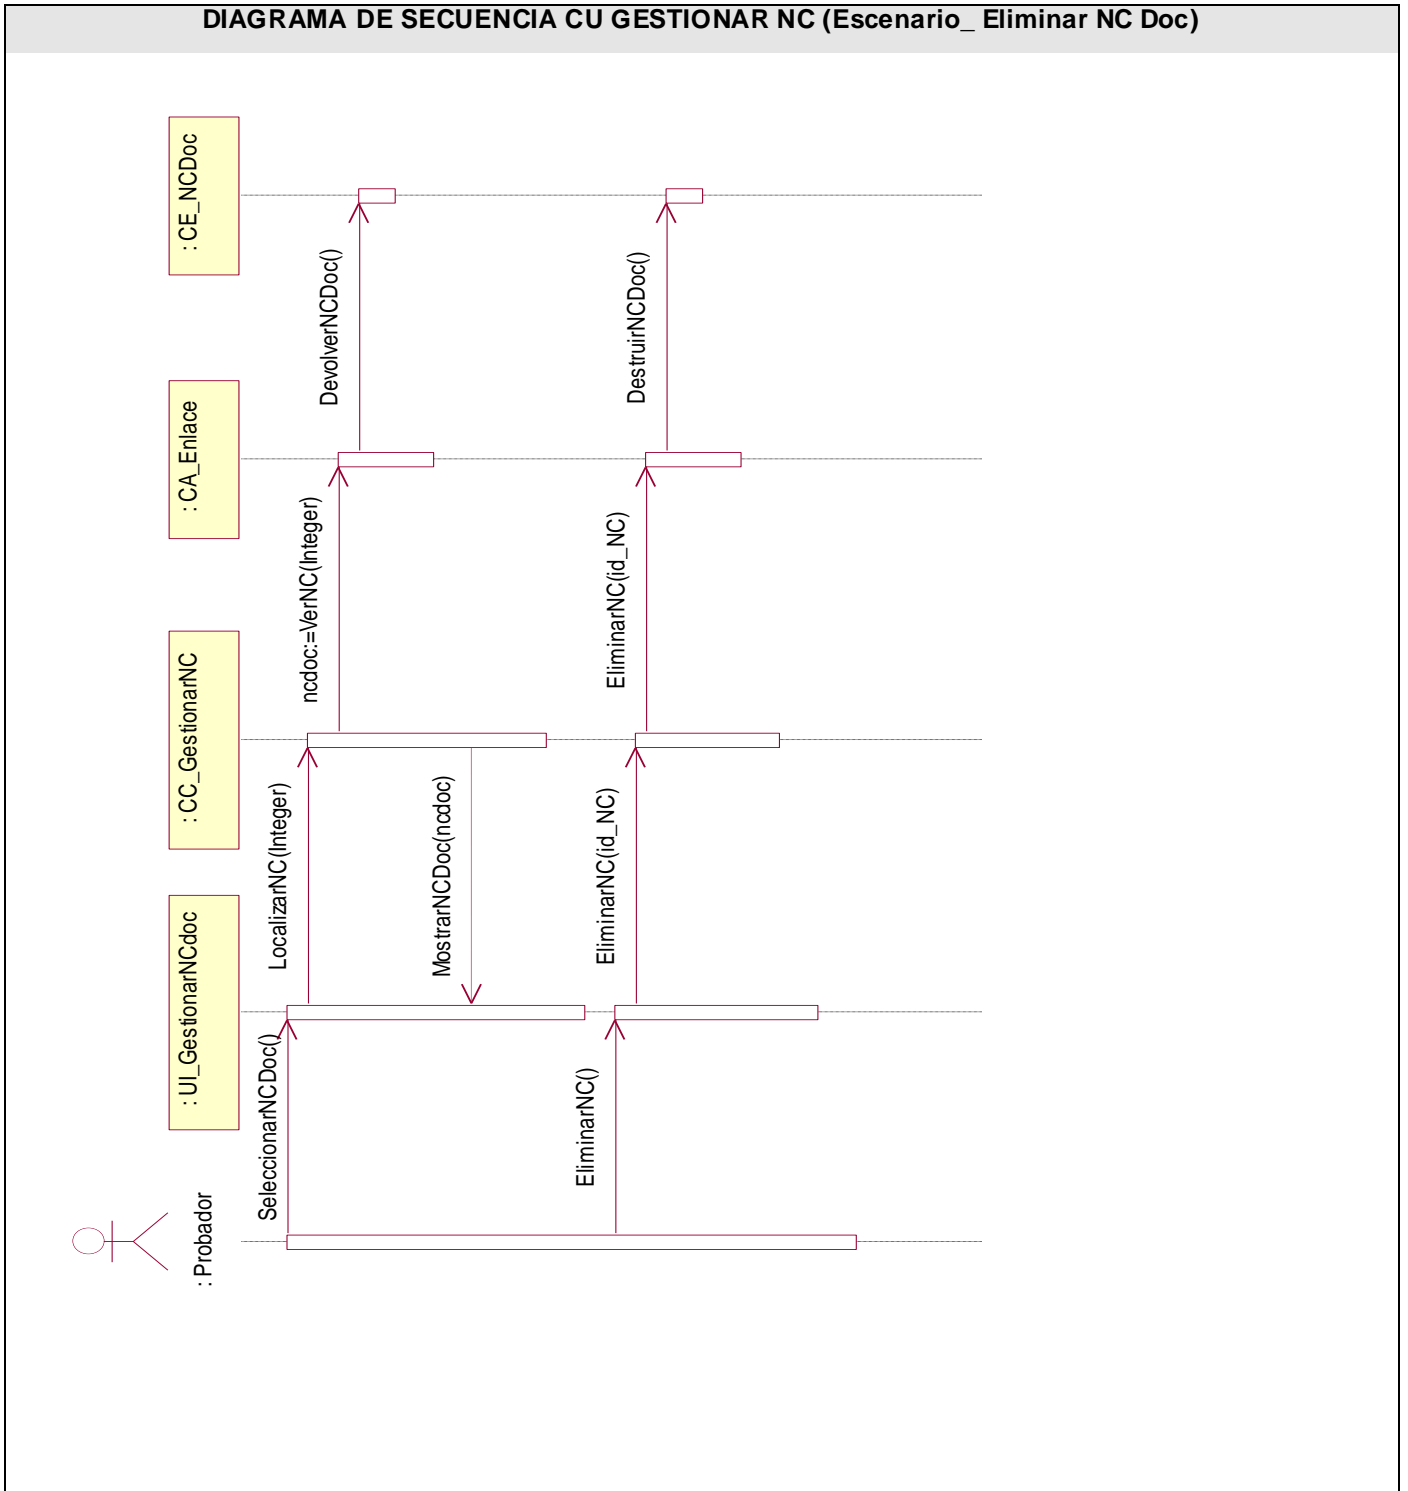 DIAGRAMA DE SECUENCIA CU GESTIONAR NC (Escenario_ Eliminar NC Doc)
: Probador
: UI_GestionarNCdoc
: CC_GestionarNC
: CA_Enlace
: CE_NCDoc
SeleccionarNCDoc()
LocalizarNC(Integer)
ncdoc:=VerNC(Integer)
DevolverNCDoc()
MostrarNCDoc(ncdoc)
EliminarNC()
EliminarNC(id_NC)
EliminarNC(id_NC)
DestruirNCDoc()